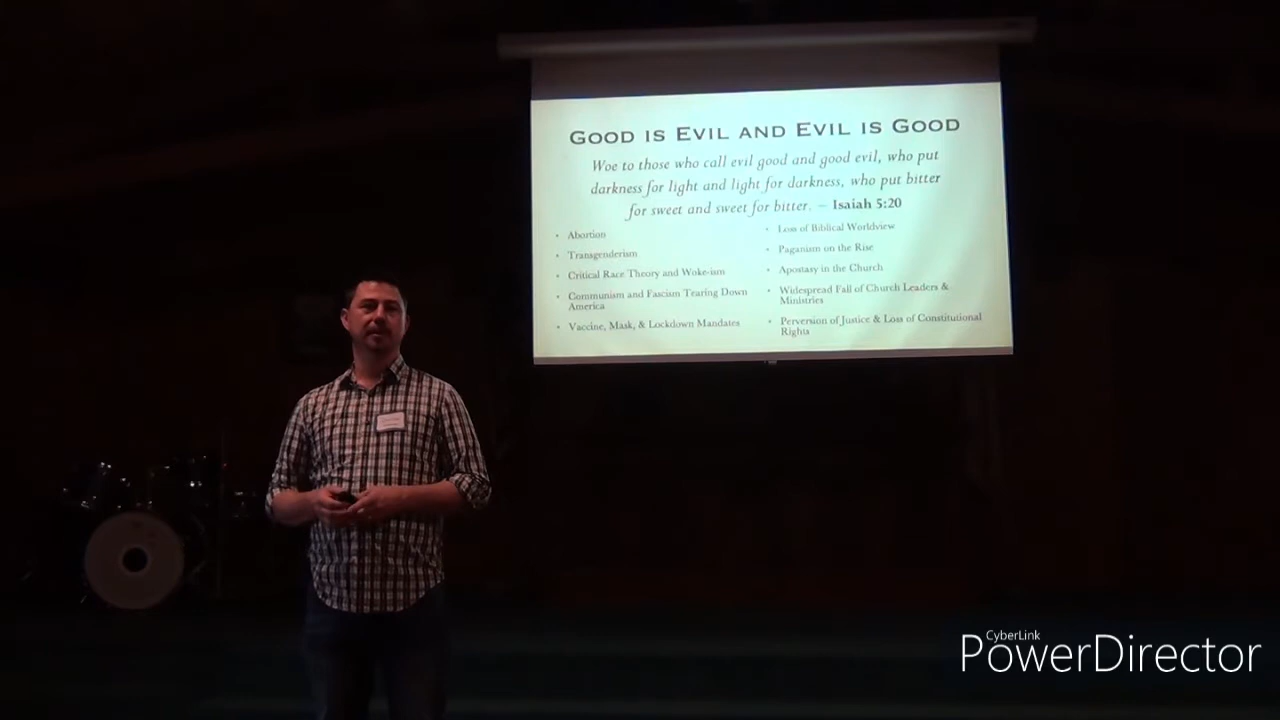 GOOD IS EVIL AND EVIL IS GOOD
Woe to those who call evil good and good evil, who put
darkness for light and light for darkness, who put bitter
for sweet and sweet for bitter. – Isaiah 5:20
• Abortion
• Transgenderism
• Critical Race Theory and Woke-ism
• Communism and Fascism Tearing Down
America
• Vaccine, Mask, & Lockdown Mandates
• Loss of Biblical Worldview
• Paganism on the Rise
• Apostasy in the Church
• Widespread Fall of Church Leaders &
Ministries
• Perversion of Justice & Loss of Constitutional
Rights
CyberLink
PowerDirector